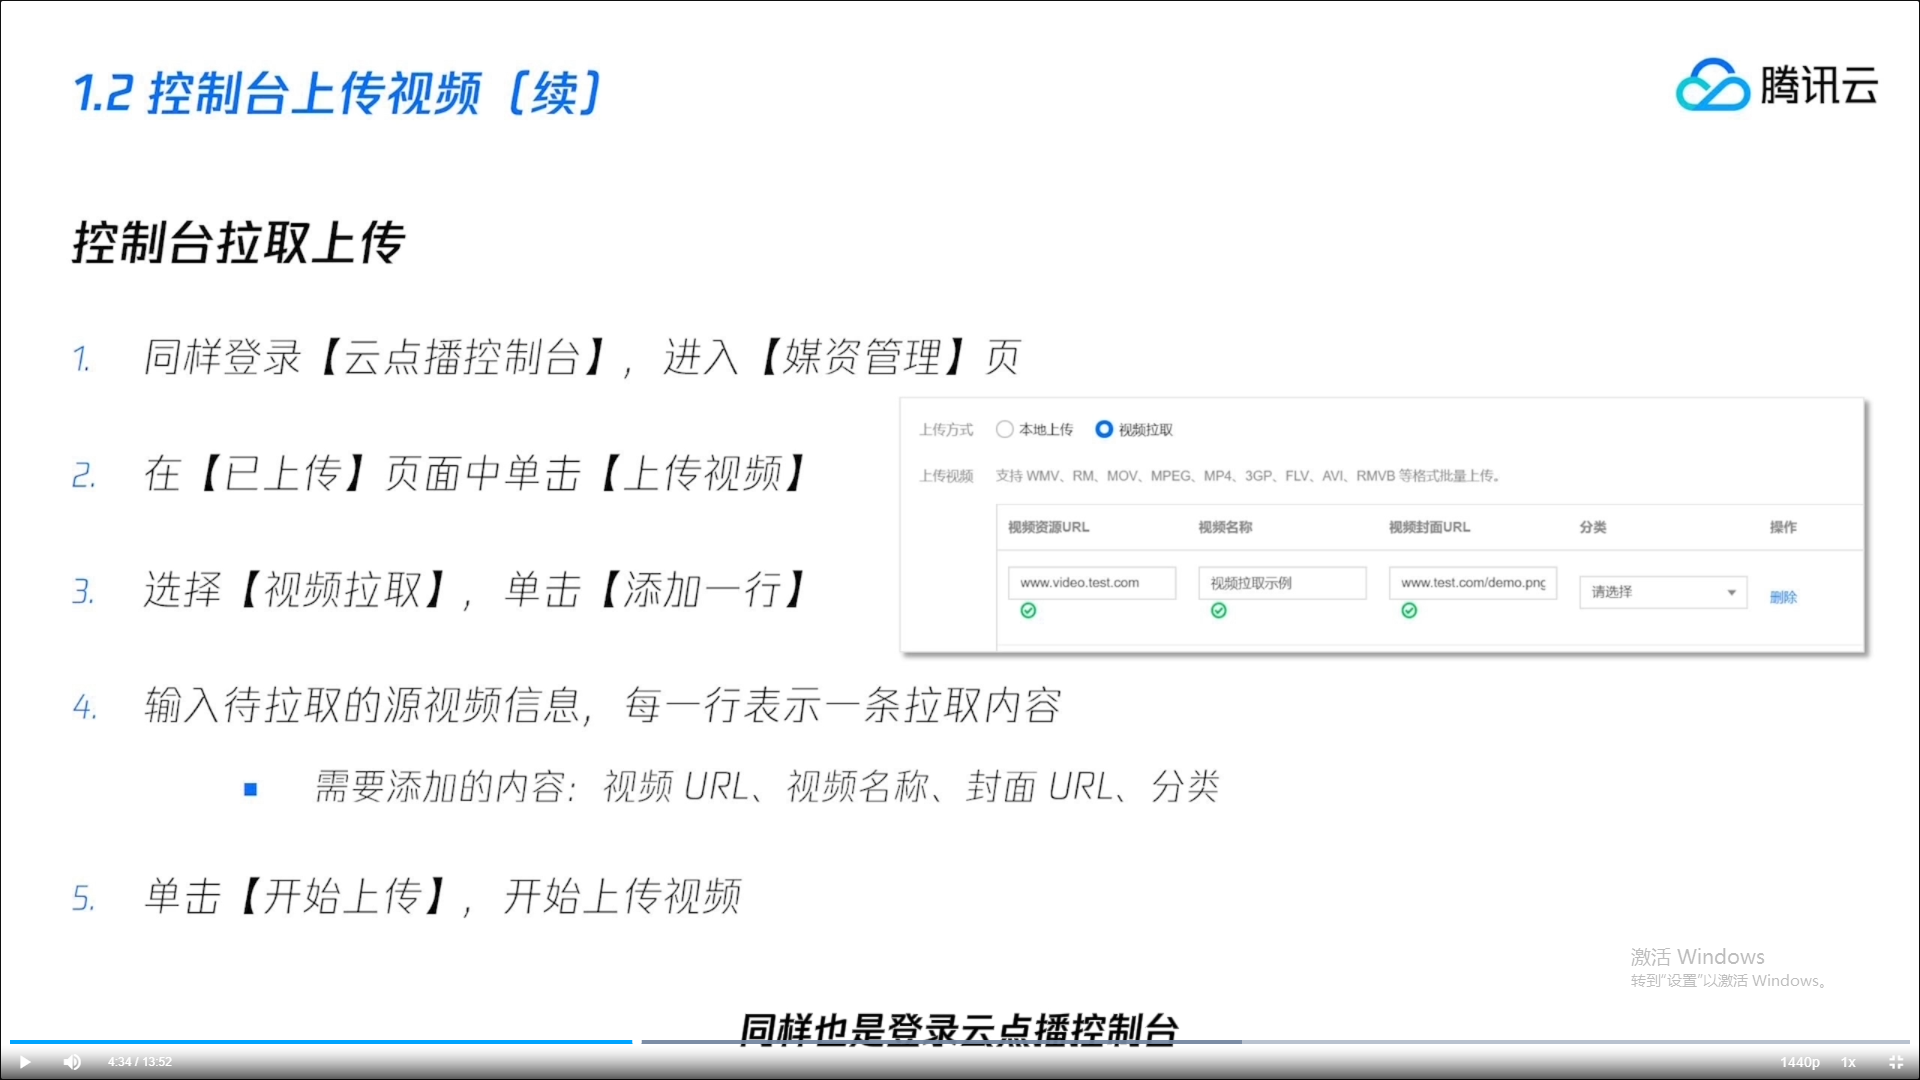 1.2 控制台上传视频（续）
腾讯云
控制台拉取上传
1. 同样登录【云点播控制台】，进入【媒资管理】页
2. 在【已上传】页面中单击【上传视频】
3. 选择【视频拉取】，单击【添加一行】
上传方式 本地上传 视频拉取
上传视频 支持 WMV、RM、MOV、MPEG、MP4、3GP、FLV、AVI、RMVB 等格式批量上传。
视频资源URL 视频名称 视频封面URL 分类 操作
www.video.test.com 视频拉取示例 www.test.com/demo.png 请选择 删除
4. 输入待拉取的源视频信息，每一行表示一条拉取内容
需要添加的内容：视频 URL、视频名称、封面 URL、分类
5. 单击【开始上传】，开始上传视频
激活 Windows
转到“设置”以激活 Windows。
同样也是登录云点播控制台
4:34 / 13:52 1440p 1x